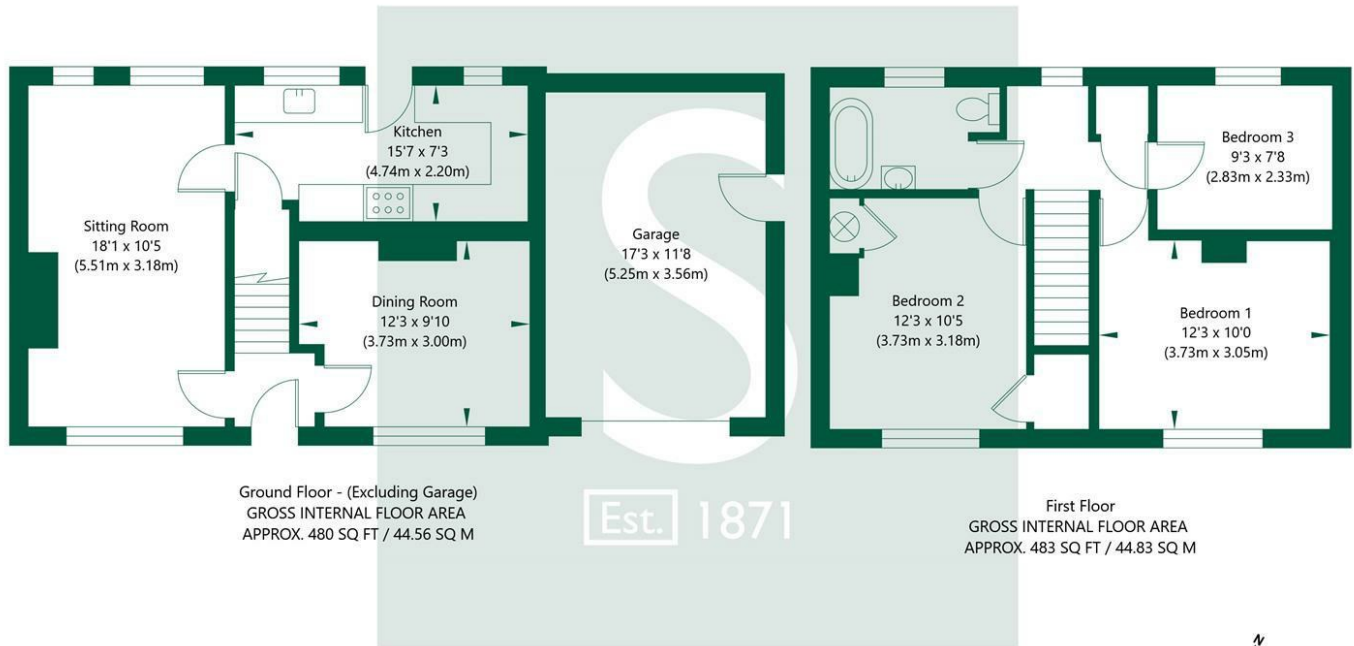 Kitchen
15'7 x 7'3
(4.74m x 2.20m)
Sitting Room
18'1 x 10'5
(5.51m x 3.18m)
Dining Room
12'3 x 9'10
(3.73m x 3.00m)
Garage
17'3 x 11'8
(5.25m x 3.56m)
Bedroom 3
9'3 x 7'8
(2.83m x 2.33m)
Bedroom 2
12'3 x 10'5
(3.73m x 3.18m)
Bedroom 1
12'3 x 10'0
(3.73m x 3.05m)
Ground Floor - (Excluding Garage)
GROSS INTERNAL FLOOR AREA
APPROX. 480 SQ FT / 44.56 SQ M
S
Est. 1871
First Floor
GROSS INTERNAL FLOOR AREA
APPROX. 483 SQ FT / 44.83 SQ M
N